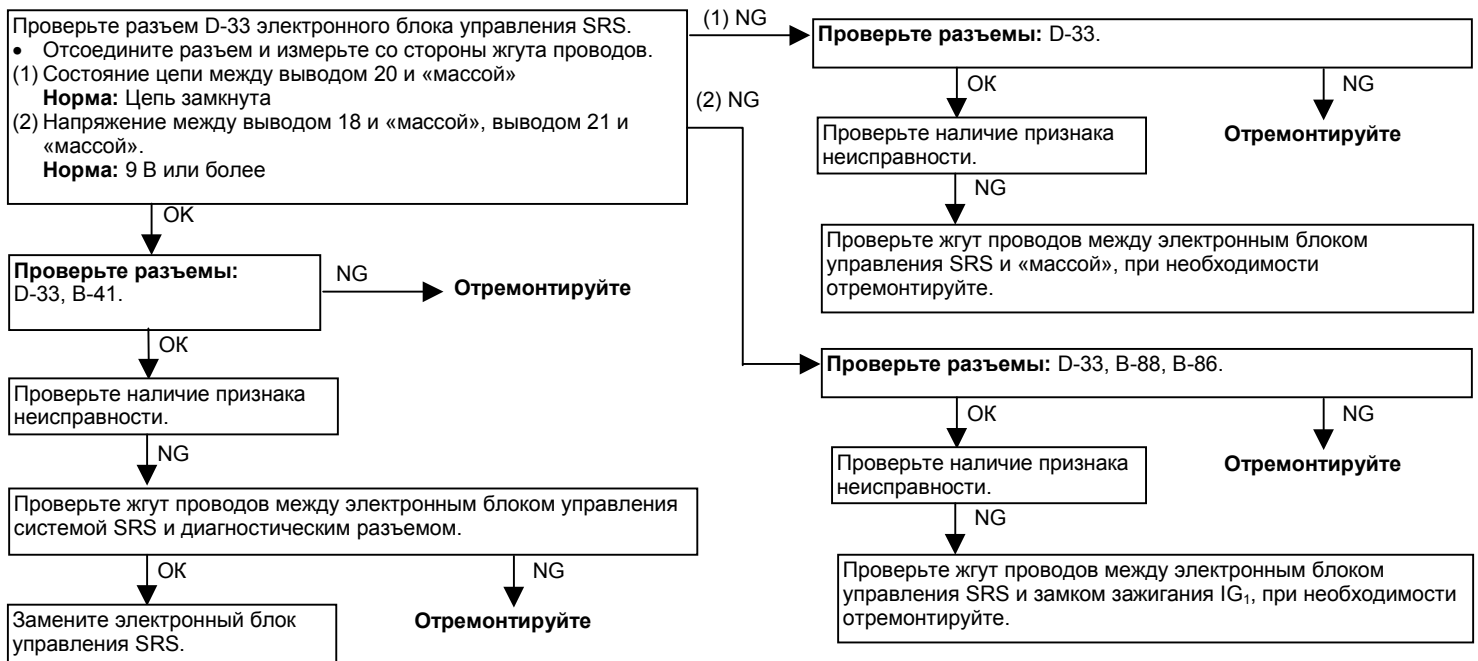 Проверьте разъем D-33 электронного блока управления SRS.
• Отсоедините разъем и измерьте со стороны жгута проводов.
(1) Состояние цепи между выводом 20 и «массой»
Норма: Цепь замкнута
(2) Напряжение между выводом 18 и «массой», выводом 21 и
«массой».
Норма: 9 В или более
(1) NG
(2) NG
OK
Проверьте разъемы:
D-33, B-41.
NG
Отремонтируйте
OK
Проверьте наличие признака
неисправности.
NG
Проверьте жгут проводов между электронным блоком управления
системой SRS и диагностическим разъемом.
OK
NG
Замените электронный блок
управления SRS.
Отремонтируйте
Проверьте разъемы: D-33.
OK
NG
Проверьте наличие признака
неисправности.
Отремонтируйте
NG
Проверьте жгут проводов между электронным блоком
управления SRS и «массой», при необходимости
отремонтируйте.
Проверьте разъемы: D-33, B-88, B-86.
OK
NG
Проверьте наличие признака
неисправности.
Отремонтируйте
NG
Проверьте жгут проводов между электронным блоком
управления SRS и замком зажигания IG₁, при необходимости
отремонтируйте.